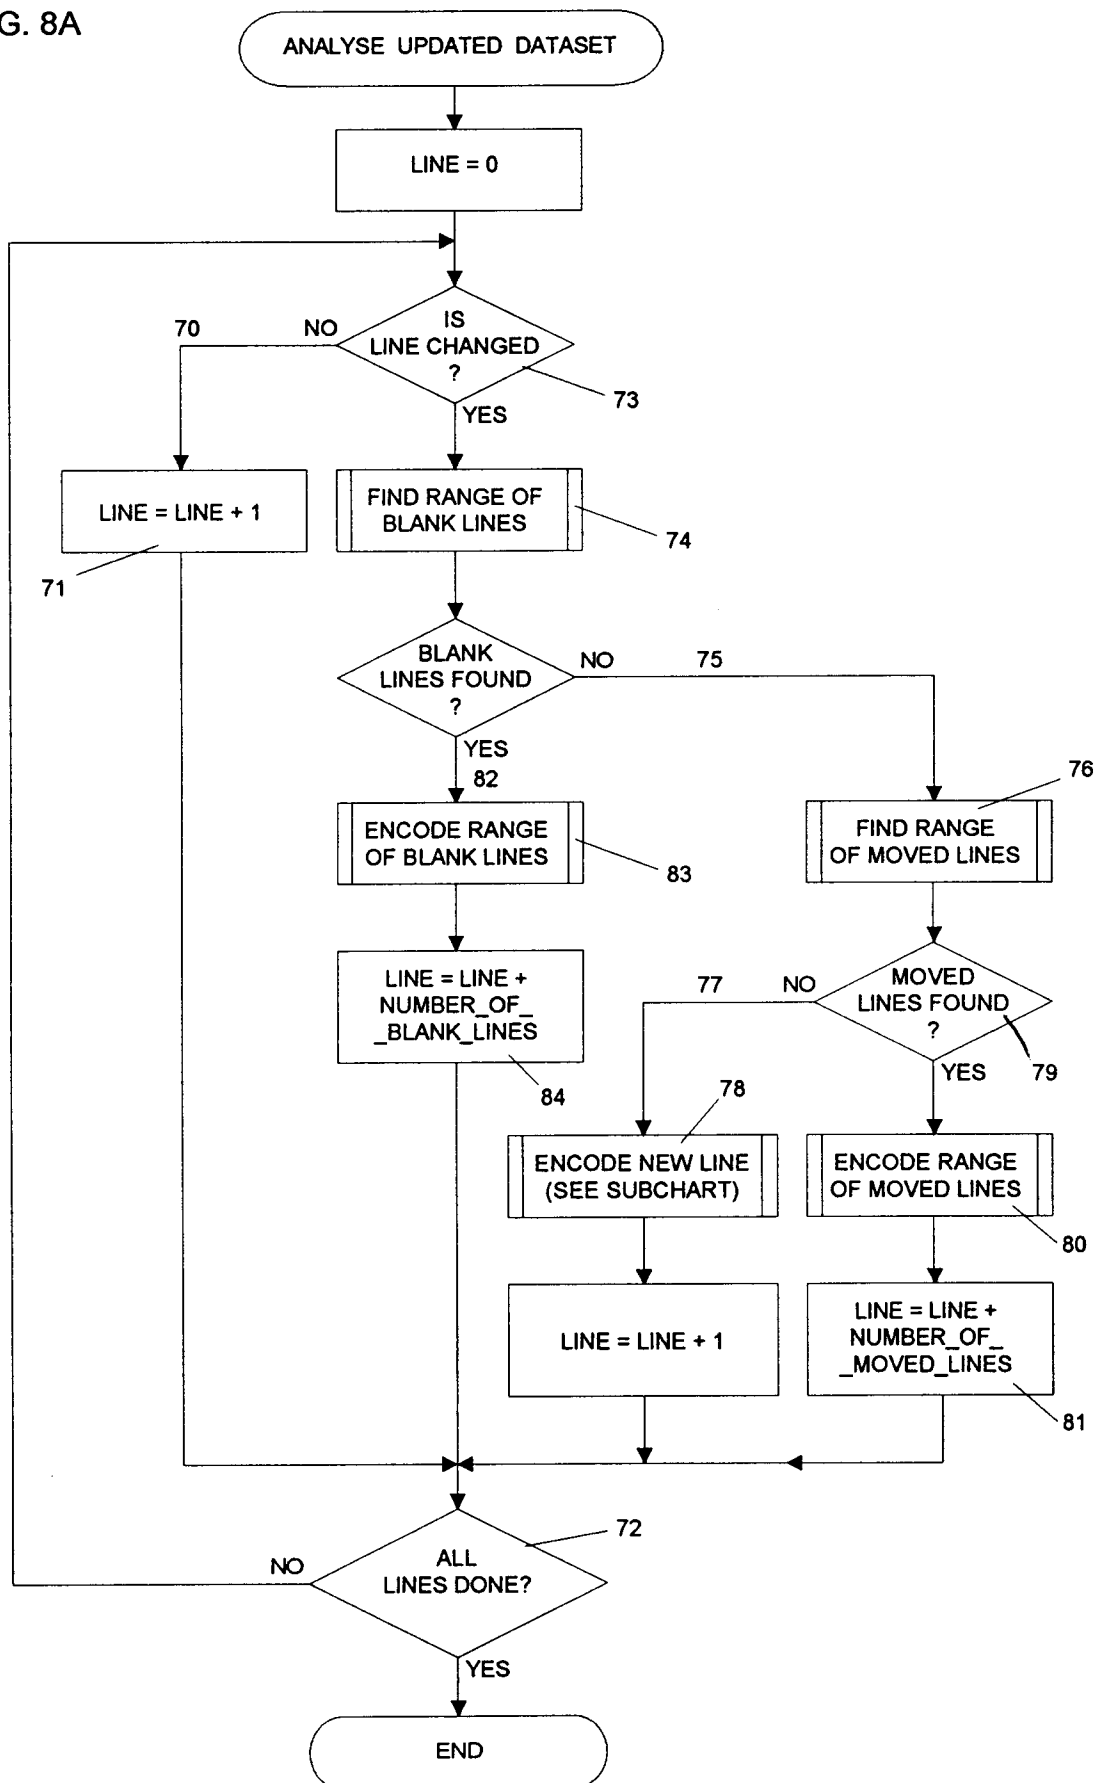 G. 8A
ANALYSE UPDATED DATASET
LINE = 0
IS
LINE CHANGED
?
70
NO
73
YES
LINE = LINE + 1
71
FIND RANGE OF
BLANK LINES
74
BLANK
LINES FOUND
?
NO
75
YES
82
76
ENCODE RANGE
OF BLANK LINES
83
FIND RANGE
OF MOVED LINES
LINE = LINE +
NUMBER_OF_
_BLANK_LINES
84
77
NO
MOVED
LINES FOUND
?
79
YES
78
ENCODE NEW LINE
(SEE SUBCHART)
ENCODE RANGE
OF MOVED LINES
80
LINE = LINE + 1
LINE = LINE +
NUMBER_OF_
_MOVED_LINES
81
72
ALL
LINES DONE?
NO
YES
END